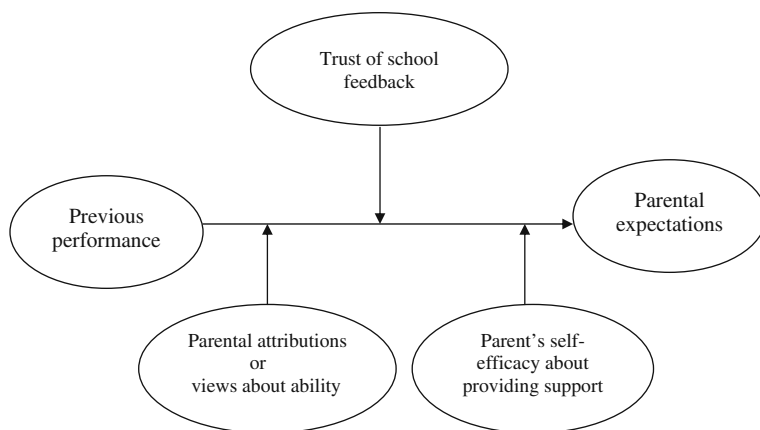 Trust of school
feedback
Previous
performance
Parental
expectations
Parental attributions
or
views about ability
Parent's self-
efficacy about
providing support